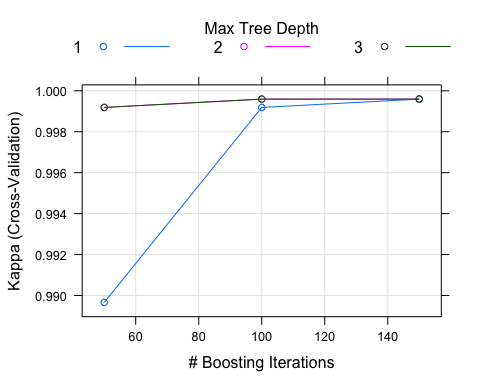 Max Tree Depth
1 2 3
Kappa (Cross-Validation)
1.000
0.998
0.996
0.994
0.992
0.990
60 80 100 120 140
# Boosting Iterations